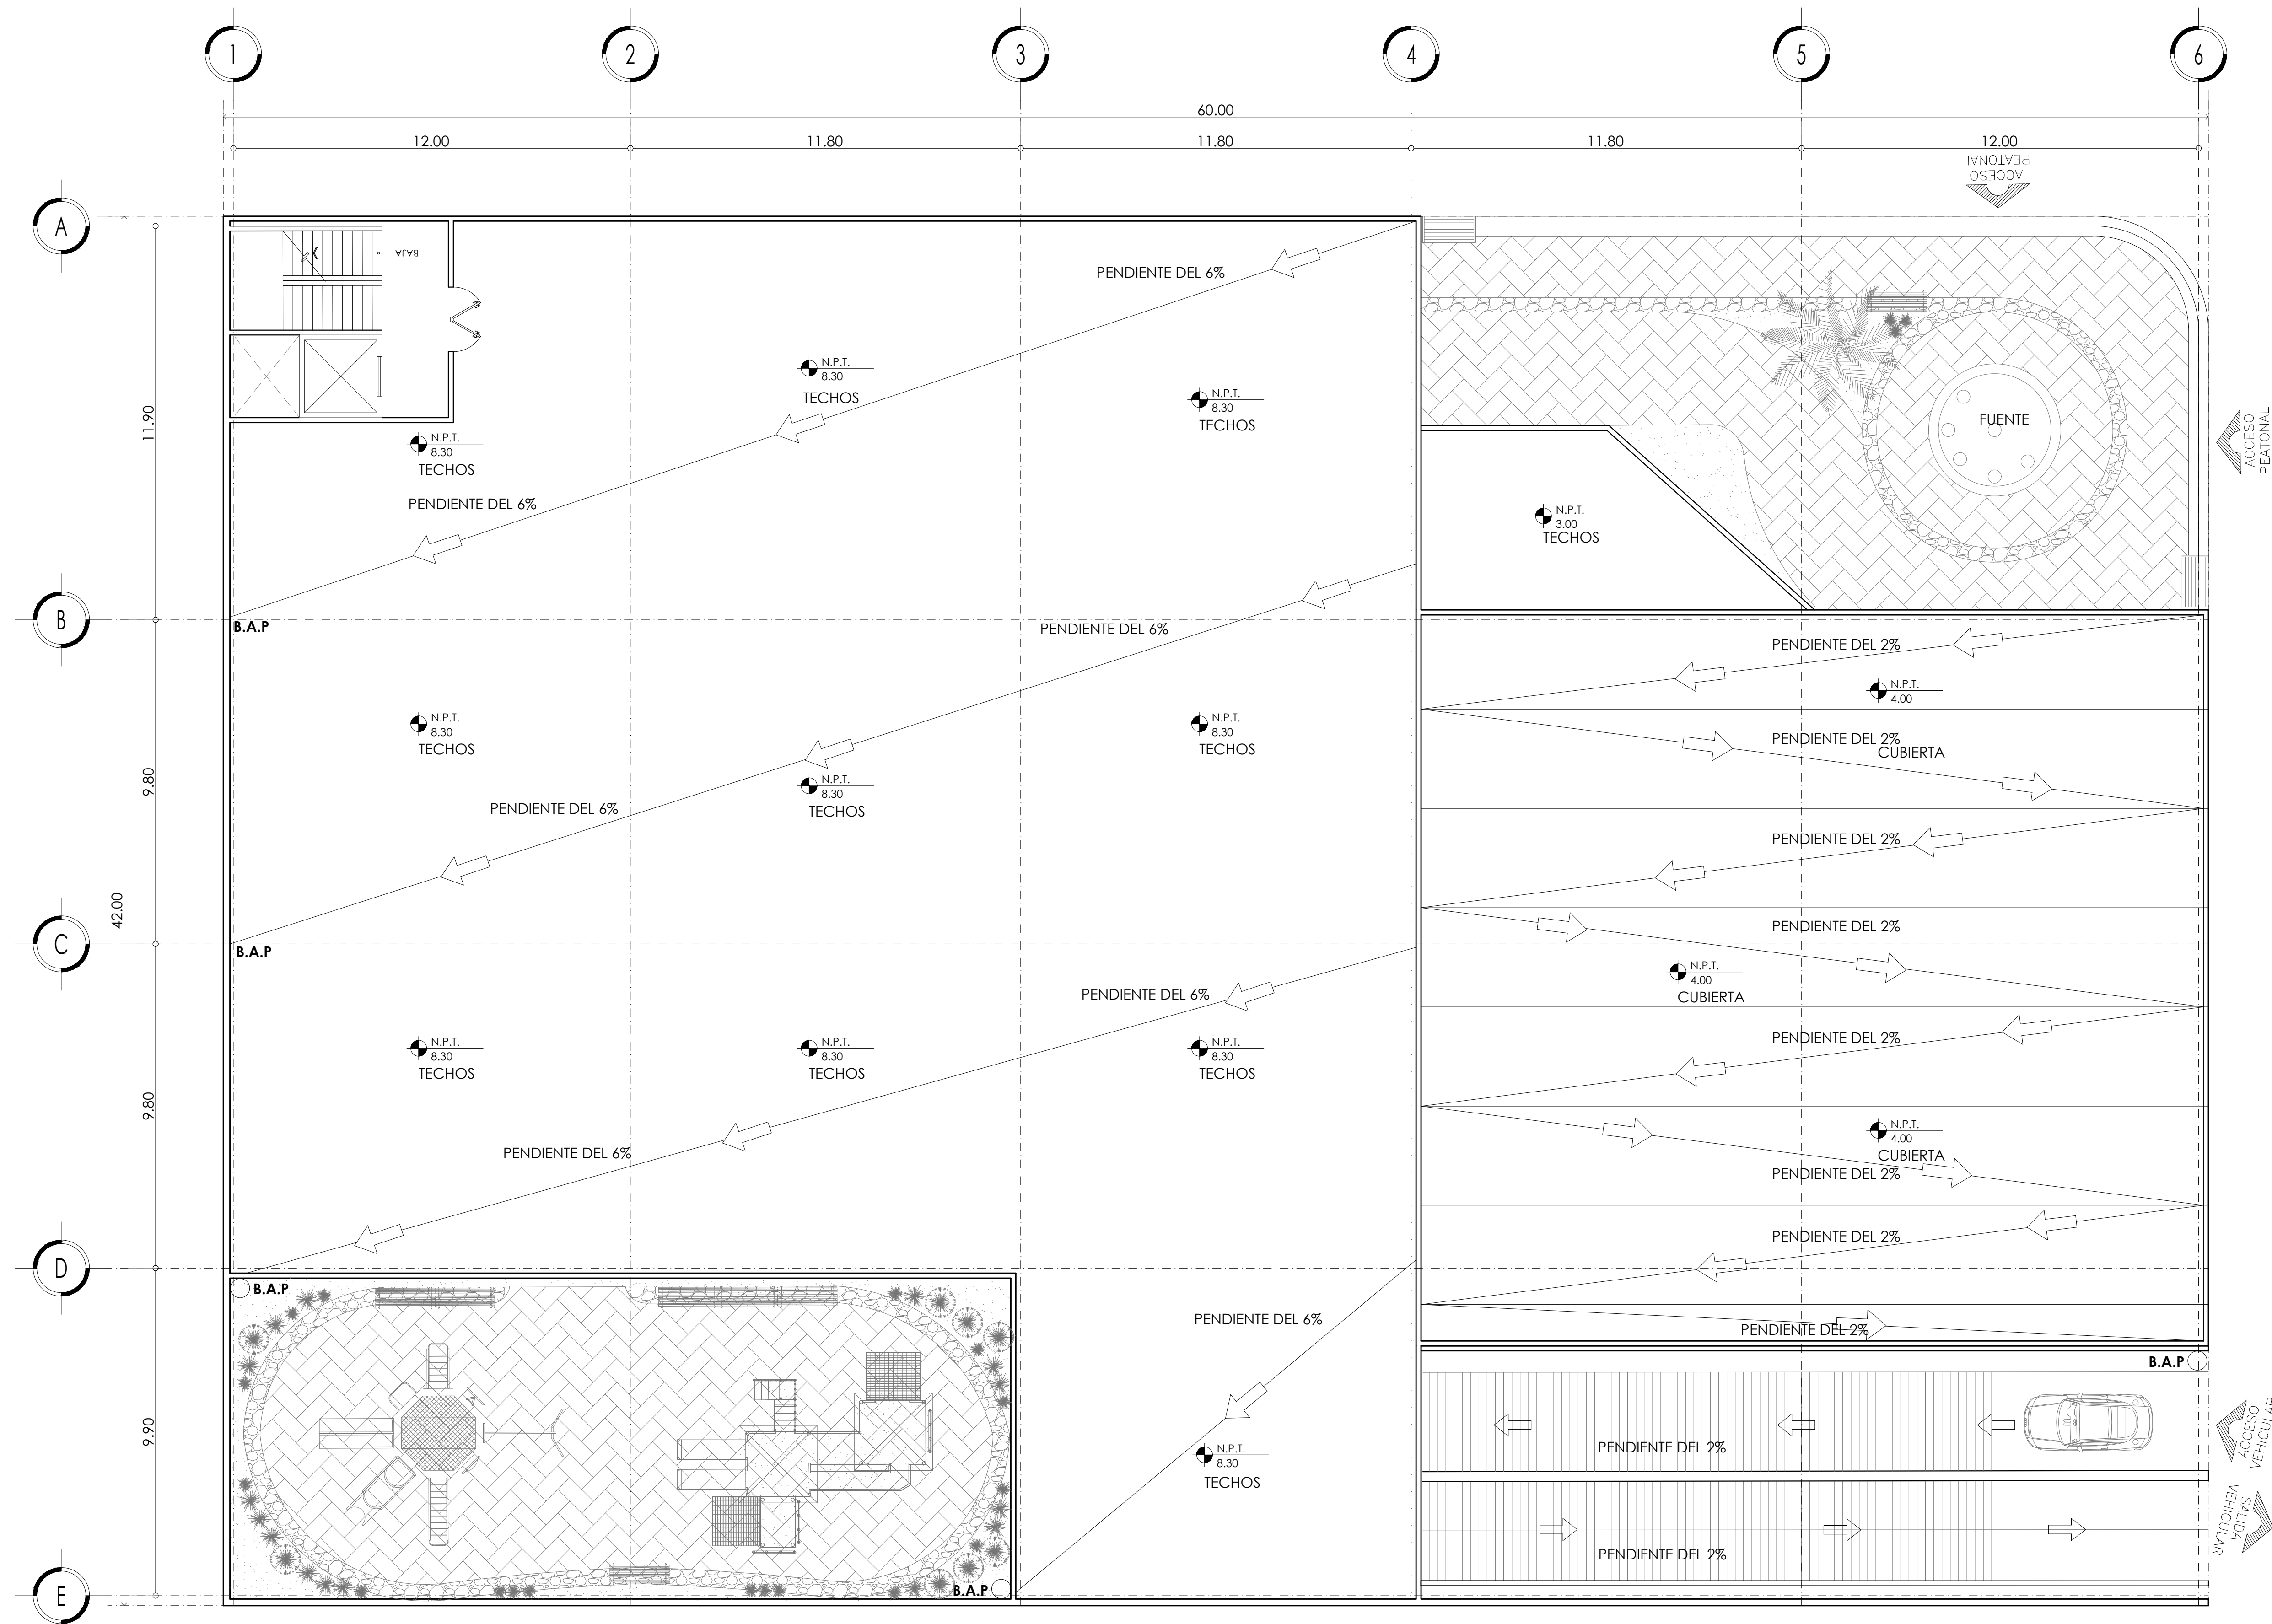 1
2
3
4
5
6
60.00
12.00
11.80
11.80
11.80
12.00
ACCESO
PEATONAL
A
BAJA
PENDIENTE DEL 6%
N.P.T.
8.30
TECHOS
N.P.T.
8.30
TECHOS
11.90
N.P.T.
8.30
TECHOS
FUENTE
ACCESO
PEATONAL
PENDIENTE DEL 6%
N.P.T.
3.00
TECHOS
B
B.A.P
PENDIENTE DEL 6%
PENDIENTE DEL 2%
N.P.T.
4.00
N.P.T.
8.30
TECHOS
N.P.T.
8.30
TECHOS
PENDIENTE DEL 2%
CUBIERTA
9.80
N.P.T.
8.30
TECHOS
PENDIENTE DEL 6%
PENDIENTE DEL 2%
42.00
PENDIENTE DEL 2%
C
B.A.P
N.P.T.
4.00
CUBIERTA
PENDIENTE DEL 6%
N.P.T.
8.30
TECHOS
N.P.T.
8.30
TECHOS
N.P.T.
8.30
TECHOS
PENDIENTE DEL 2%
9.80
N.P.T.
4.00
CUBIERTA
PENDIENTE DEL 6%
PENDIENTE DEL 2%
PENDIENTE DEL 2%
D
B.A.P
PENDIENTE DEL 6%
PENDIENTE DEL 2%
B.A.P
9.90
ACCESO
VEHICULAR
PENDIENTE DEL 2%
N.P.T.
8.30
TECHOS
SALIDA
VEHICULAR
PENDIENTE DEL 2%
E
B.A.P